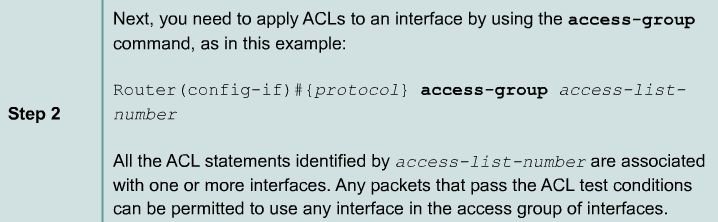 Next, you need to apply ACLs to an interface by using the access-group
command, as in this example:
Router(config-if)#{protocol} access-group access-list-
number
Step 2
All the ACL statements identified by access-list-number are associated
with one or more interfaces. Any packets that pass the ACL test conditions
can be permitted to use any interface in the access group of interfaces.